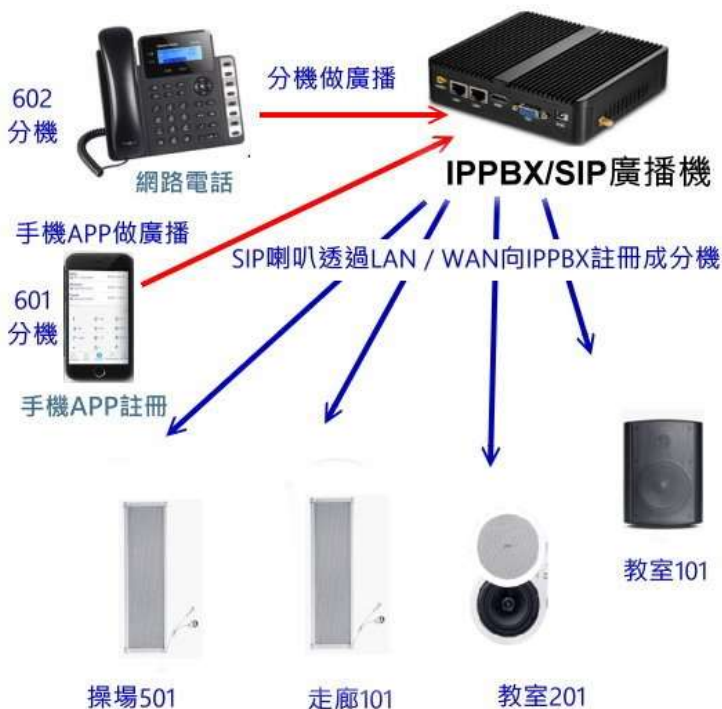 602
分機
分機做廣播
網路電話
IPPBX/SIP廣播機
手機APP做廣播
SIP喇叭透過LAN / WAN向IPPBX註冊成分機
601
分機
手機APP註冊
教室101
操場501
走廊101
教室201